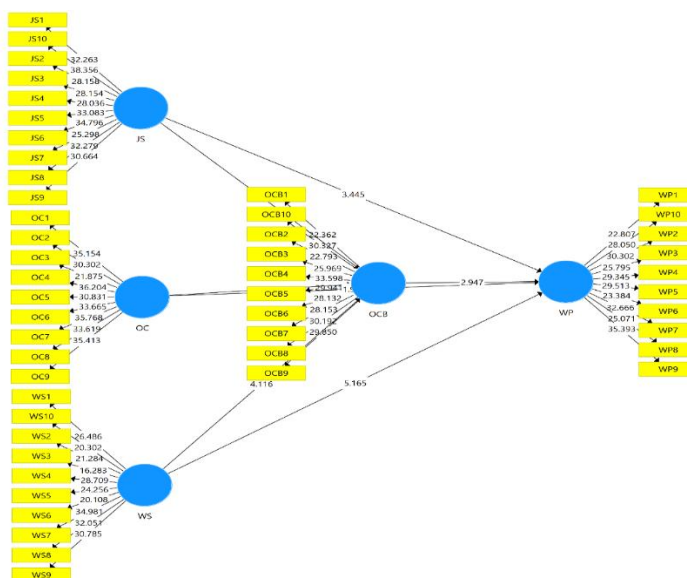 JS1
JS10
JS2
JS3
JS4
JS5
JS6
JS7
JS8
JS9
32.263
38.356
28.158
28.154
28.036
33.083
34.796
25.298
32.279
30.664
JS
OC1
OC2
OC3
OC4
OC5
OC6
OC7
OC8
OC9
35.154
30.302
21.875
36.204
30.831
33.665
35.768
33.619
35.413
OC
WS1
WS10
WS2
WS3
WS4
WS5
WS6
WS7
WS8
WS9
26.486
20.302
21.284
16.283
28.709
24.256
20.108
34.981
32.051
30.785
WS
OCB1
OCB10
OCB2
OCB3
OCB4
OCB5
OCB6
OCB7
OCB8
OCB9
22.362
30.327
22.793
25.969
33.598
28.132
28.153
30.192
OCB
3.445
2.947
4.116
5.165
WP
22.807
28.050
30.302
25.795
29.345
29.513
23.384
32.666
25.071
35.393
WP1
WP10
WP2
WP3
WP4
WP5
WP6
WP7
WP8
WP9